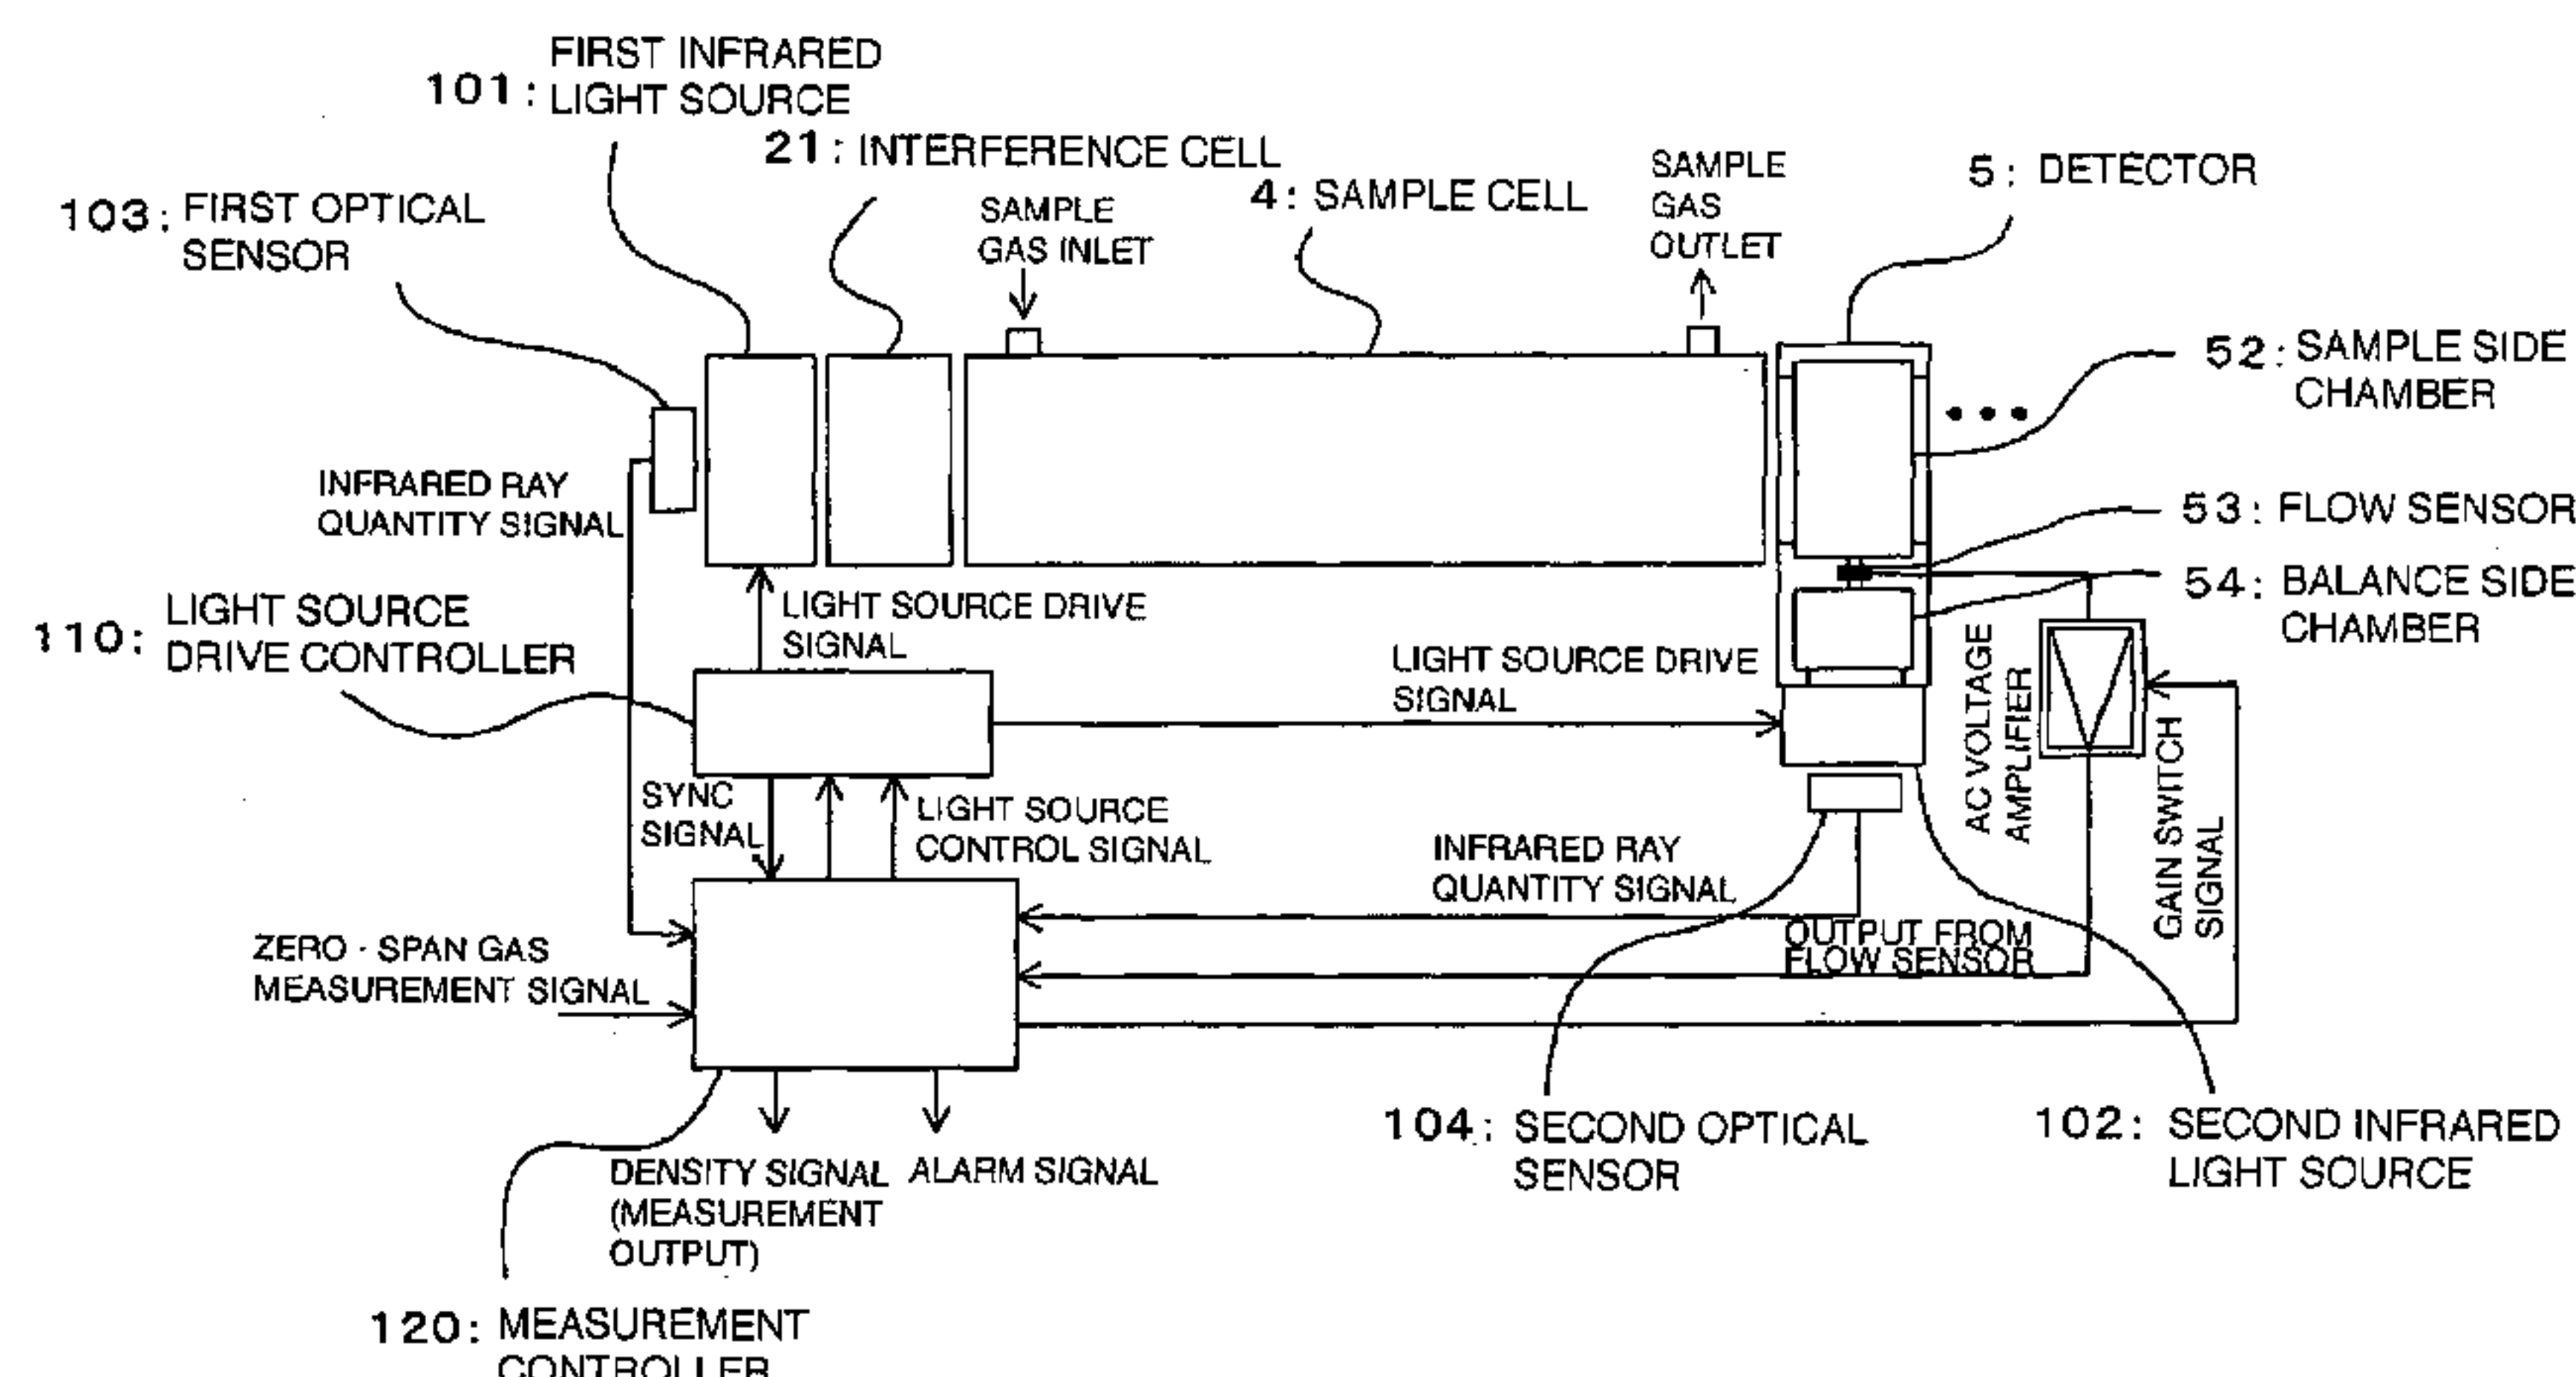 FIRST INFRARED
101: LIGHT SOURCE
21: INTERFERENCE CELL
103: FIRST OPTICAL
SENSOR
SAMPLE
GAS INLET
4: SAMPLE CELL
SAMPLE
GAS
OUTLET
5: DETECTOR
52: SAMPLE SIDE
CHAMBER
INFRARED RAY
QUANTITY SIGNAL
53: FLOW SENSOR
54: BALANCE SIDE
CHAMBER
110: LIGHT SOURCE
DRIVE CONTROLLER
LIGHT SOURCE DRIVE
SIGNAL
LIGHT SOURCE DRIVE
SIGNAL
AC VOLTAGE
AMPLIFIER
GAIN SWITCH
SIGNAL
SYNC
SIGNAL
LIGHT SOURCE
CONTROL SIGNAL
INFRARED RAY
QUANTITY SIGNAL
OUTPUT FROM
FLOW SENSOR
ZERO - SPAN GAS
MEASUREMENT SIGNAL
104: SECOND OPTICAL
SENSOR
102: SECOND INFRARED
LIGHT SOURCE
DENSITY SIGNAL
(MEASUREMENT
OUTPUT)
ALARM SIGNAL
120: MEASUREMENT
CONTROLLER